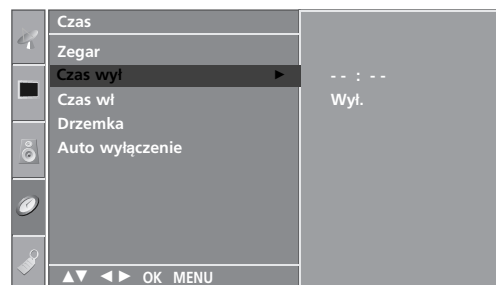 Czas
Zegar
Czas wył ► - - : - -
Czas wł Wył.
Drzemka
Auto wyłączenie
▲▼ ◄► OK MENU